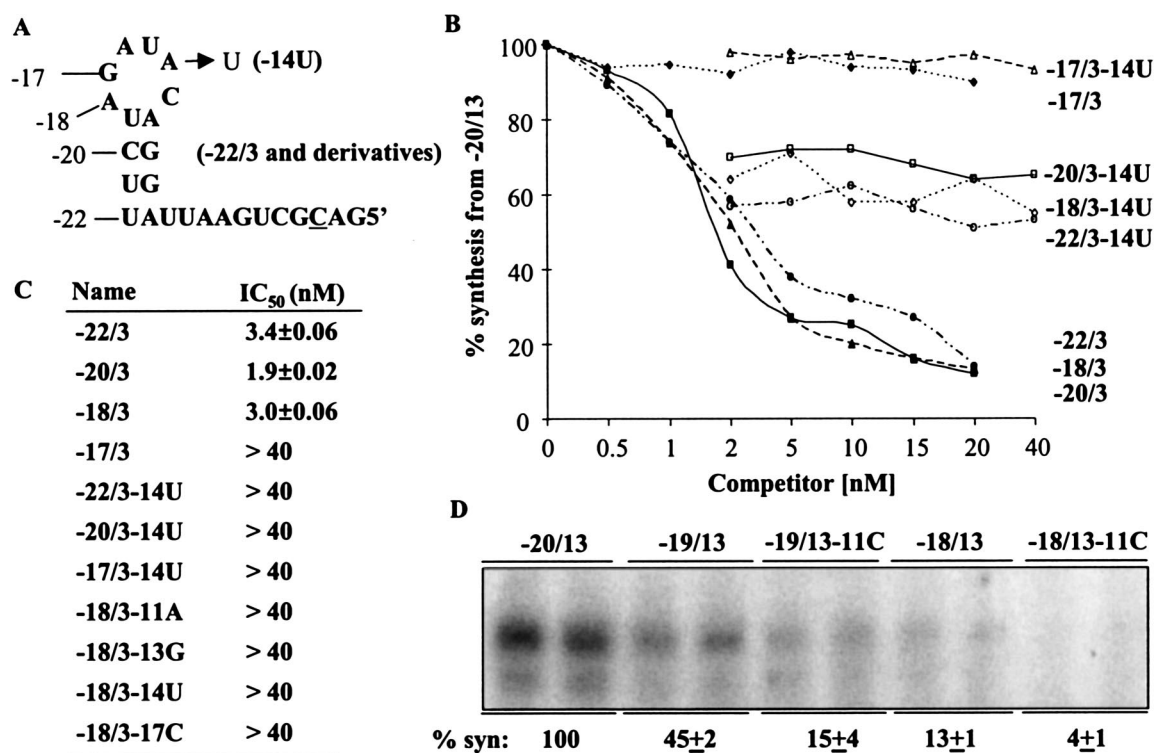 A
A U
G A → U (-14U)
-17
A C
-18
UA
-20 CG (-22/3 and derivatives)
UG
-22 UAUUAAGUCGCAG5'
B
% synthesis from -20/13
100
80
60
40
20
0
0 0.5 1 2 5 10 15 20 40
Competitor [nM]
-17/3-14U
-17/3
-20/3-14U
-18/3-14U
-22/3-14U
-22/3
-18/3
-20/3
C Name IC50 (nM)
-22/3 3.4±0.06
-20/3 1.9±0.02
-18/3 3.0±0.06
-17/3 > 40
-22/3-14U > 40
-20/3-14U > 40
-17/3-14U > 40
-18/3-11A > 40
-18/3-13G > 40
-18/3-14U > 40
-18/3-17C > 40
D
-20/13 -19/13 -19/13-11C -18/13 -18/13-11C
% syn: 100 45±2 15±4 13±1 4±1